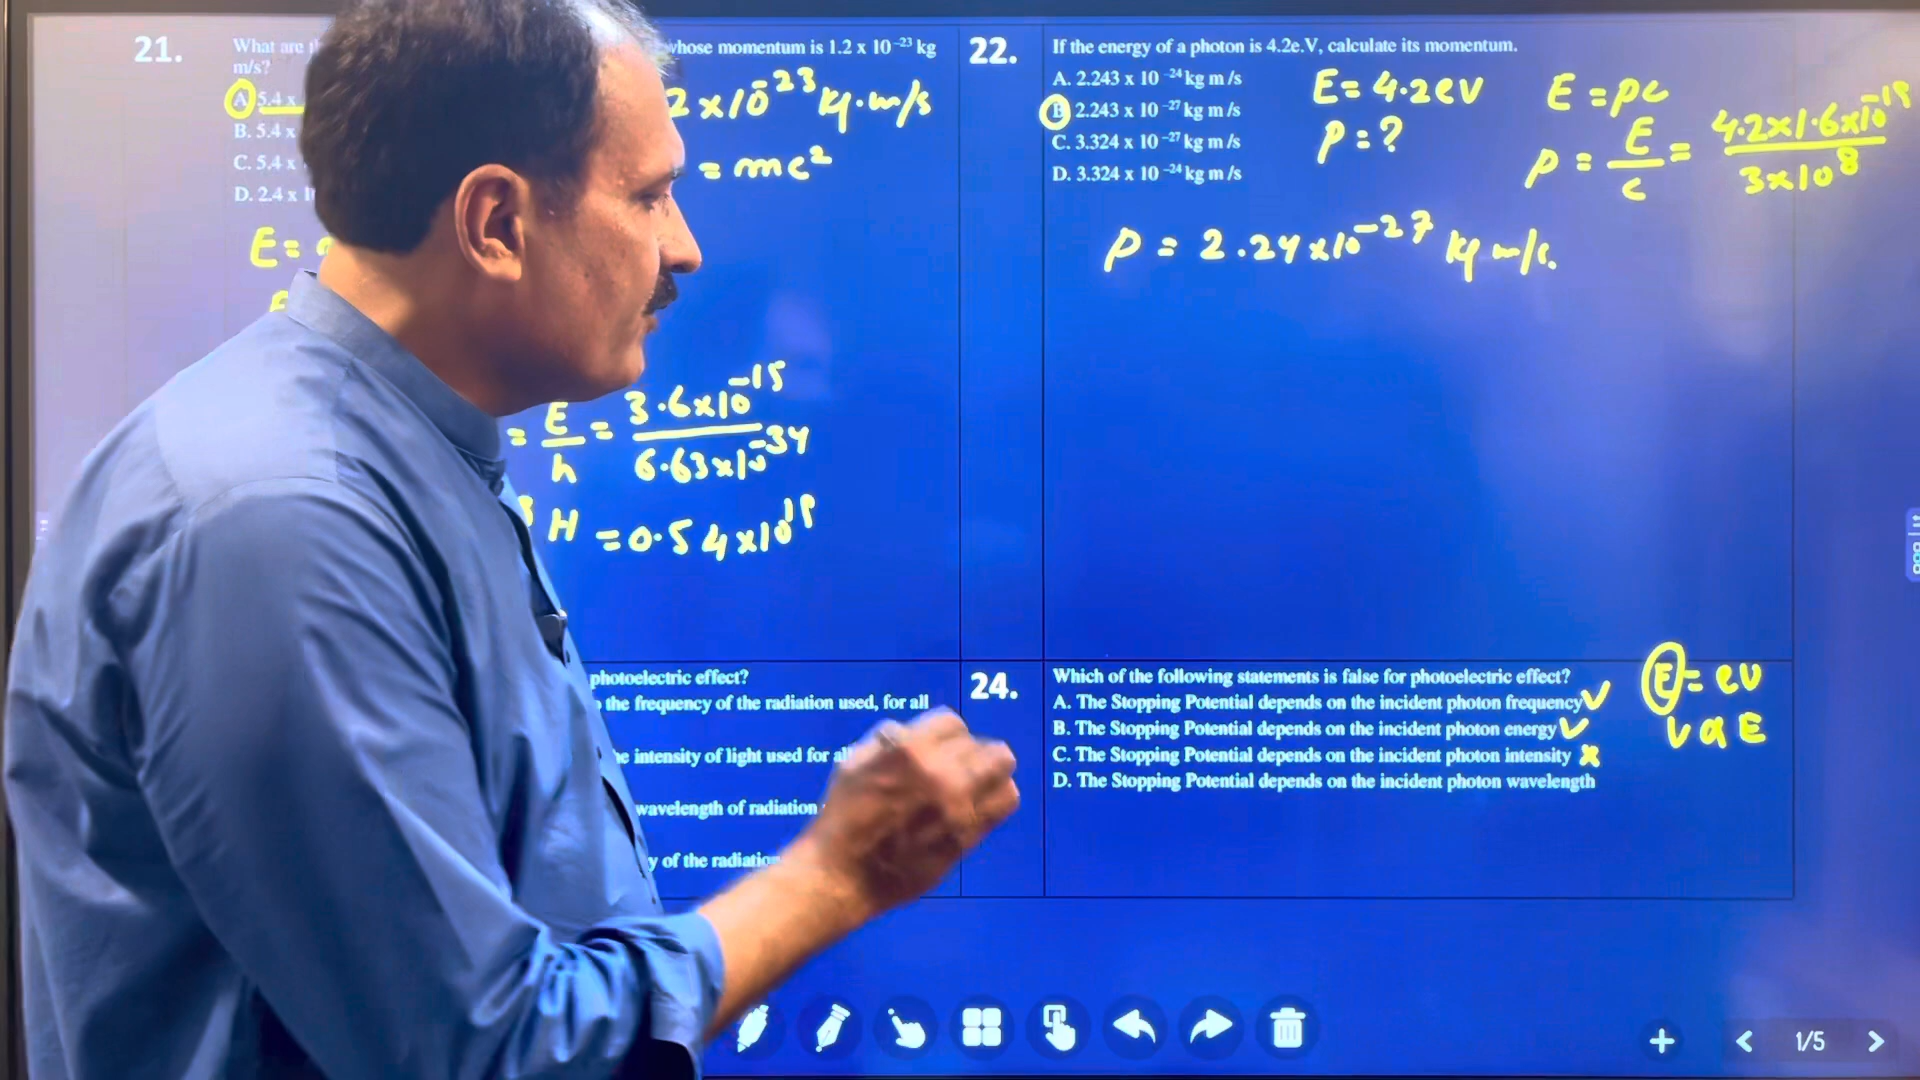 21.
What are
whose momentum is 1.2 x 10⁻²³ kg
m/s?
A 5.4 x
B. 5.4 x
C. 5.4 x
D. 2.4 x
2 x 10⁻²³ kg.m/s
= mc²
E =
= E/h = 3.6x10⁻¹⁵ / 6.63x10⁻³⁴
H = 0.54x10¹⁹
22.
If the energy of a photon is 4.2e.V, calculate its momentum.
A. 2.243 x 10 ⁻²⁴ kg m /s
B 2.243 x 10 ⁻²⁷ kg m /s
C. 3.324 x 10 ⁻²⁷ kg m /s
D. 3.324 x 10 ⁻²⁴ kg m /s
E = 4.2eV
P = ?
E = pc
p = E/c = 4.2x1.6x10⁻¹⁹ / 3x10⁸
p = 2.24x10⁻²⁷ kg m/s.
photoelectric effect?
the frequency of the radiation used, for all
intensity of light used for
wavelength of radiation
of the
24.
Which of the following statements is false for photoelectric effect?
A. The Stopping Potential depends on the incident photon frequency
B. The Stopping Potential depends on the incident photon energy
C. The Stopping Potential depends on the incident photon intensity
D. The Stopping Potential depends on the incident photon wavelength
E = eV
V α E
1/5